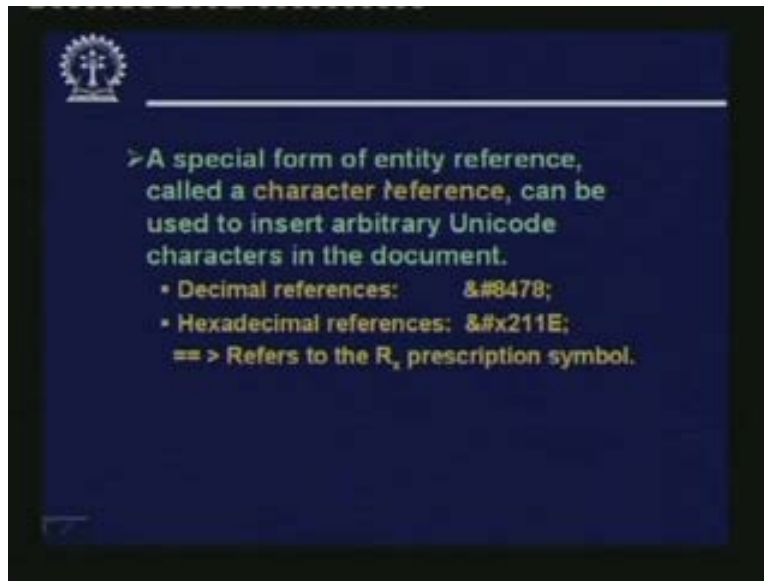 ➢A special form of entity reference,
called a character reference, can be
used to insert arbitrary Unicode
characters in the document.
▪ Decimal references: &#8478;
▪ Hexadecimal references: &#x211E;
== > Refers to the Rx prescription symbol.